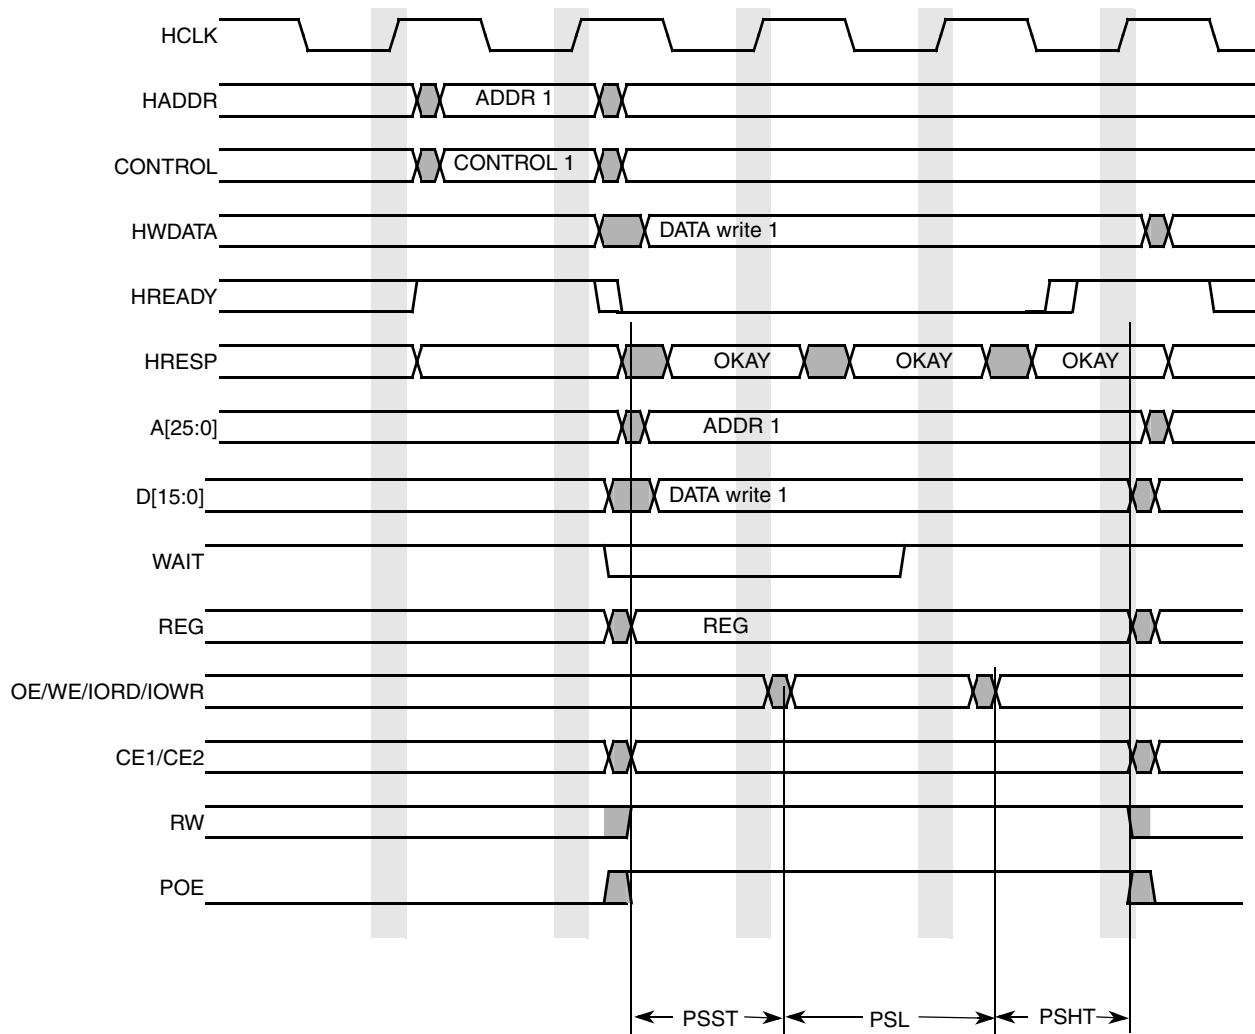 HCLK
HADDR
ADDR 1
CONTROL
CONTROL 1
HWDATA
DATA write 1
HREADY
HRESP
OKAY
OKAY
OKAY
A[25:0]
ADDR 1
D[15:0]
DATA write 1
WAIT
REG
REG
OE/WE/IORD/IOWR
CE1/CE2
RW
POE
PSST
PSL
PSHT